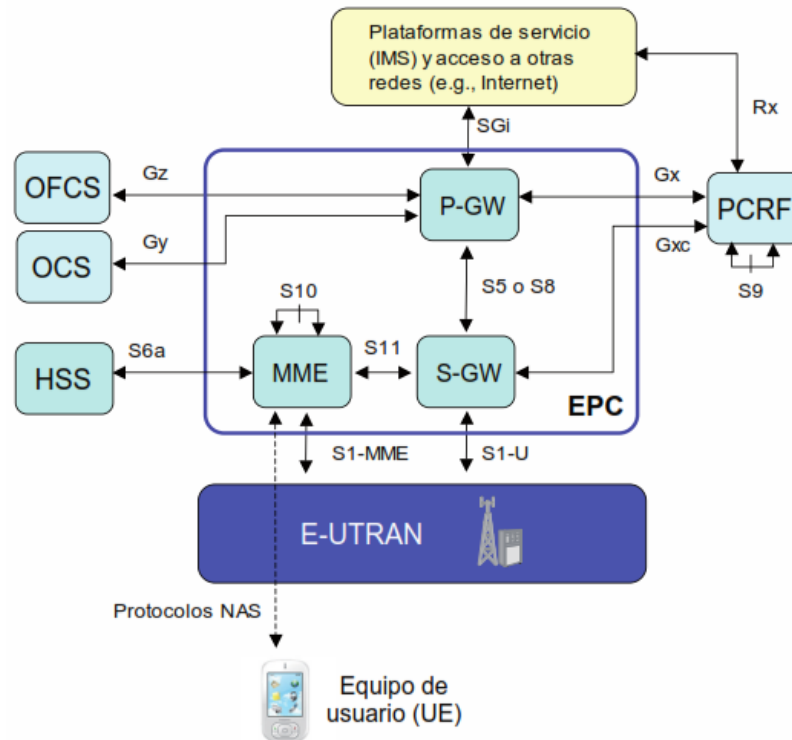 Plataformas de servicio
(IMS) y acceso a otras
redes (e.g., Internet)
SGi
Rx
OFCS
Gz
P-GW
Gx
PCRF
OCS
Gy
Gxc
S9
S5 o S8
S10
HSS
S6a
MME
S11
S-GW
EPC
S1-MME
S1-U
E-UTRAN
Protocolos NAS
Equipo de
usuario (UE)